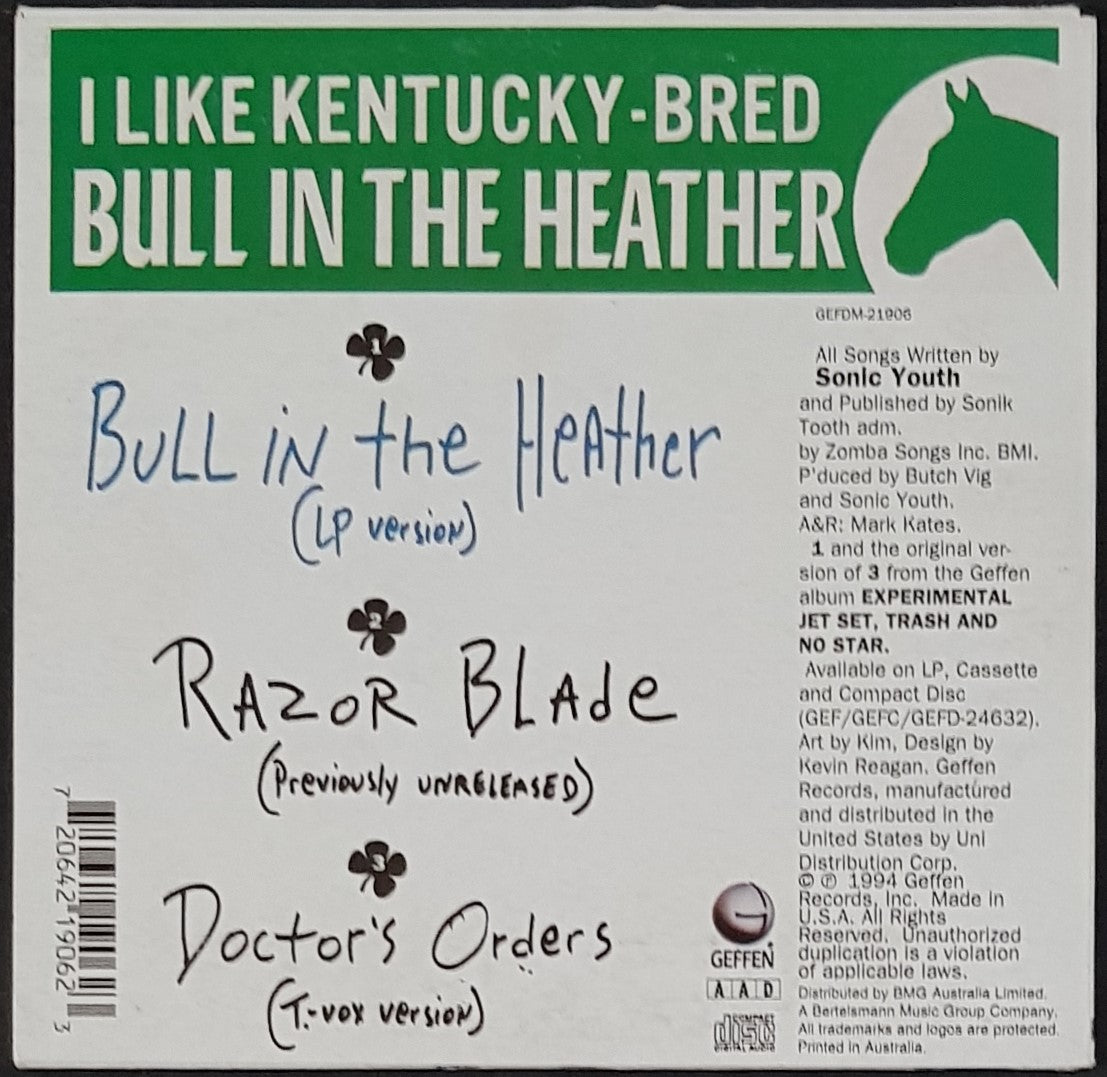 I LIKE KENTUCKY-BRED
BULL IN THE HEATHER
1
BULL iN the HeAther
(LP versioN)
2
RAZOR BLAde
(Previously UNRELEASED)
3
Doctor's Orders
(T.-vox versioN)
7 20642 19062 3
GEFDM-21906
All Songs Written by
Sonic Youth
and Published by Sonik
Tooth adm.
by Zomba Songs Inc. BMI.
P'duced by Butch Vig
and Sonic Youth.
A&R: Mark Kates.
1 and the original ver-
sion of 3 from the Geffen
album EXPERIMENTAL
JET SET, TRASH AND
NO STAR.
Available on LP, Cassette
and Compact Disc
(GEF/GEFC/GEFD-24632).
Art by Kim, Design by
Kevin Reagan. Geffen
Records, manufactured
and distributed in the
United States by Uni
Distribution Corp.
© ℗ 1994 Geffen
Records, Inc. Made in
U.S.A. All Rights
Reserved. Unauthorized
duplication is a violation
of applicable laws.
Distributed by BMG Australia Limited.
A Bertelsmann Music Group Company.
All trademarks and logos are protected.
Printed in Australia.
GEFFEN
A A D
COMPACT
disc
DIGITAL AUDIO